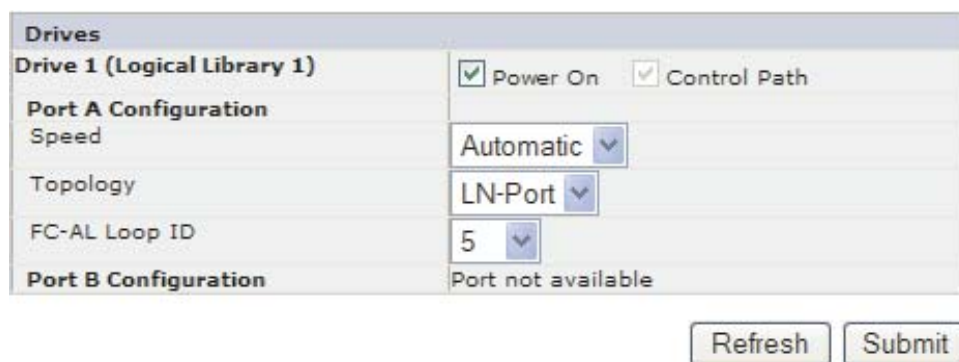 Drives
Drive 1 (Logical Library 1) Power On Control Path
Port A Configuration
Speed Automatic
Topology LN-Port
FC-AL Loop ID 5
Port B Configuration Port not available
Refresh Submit